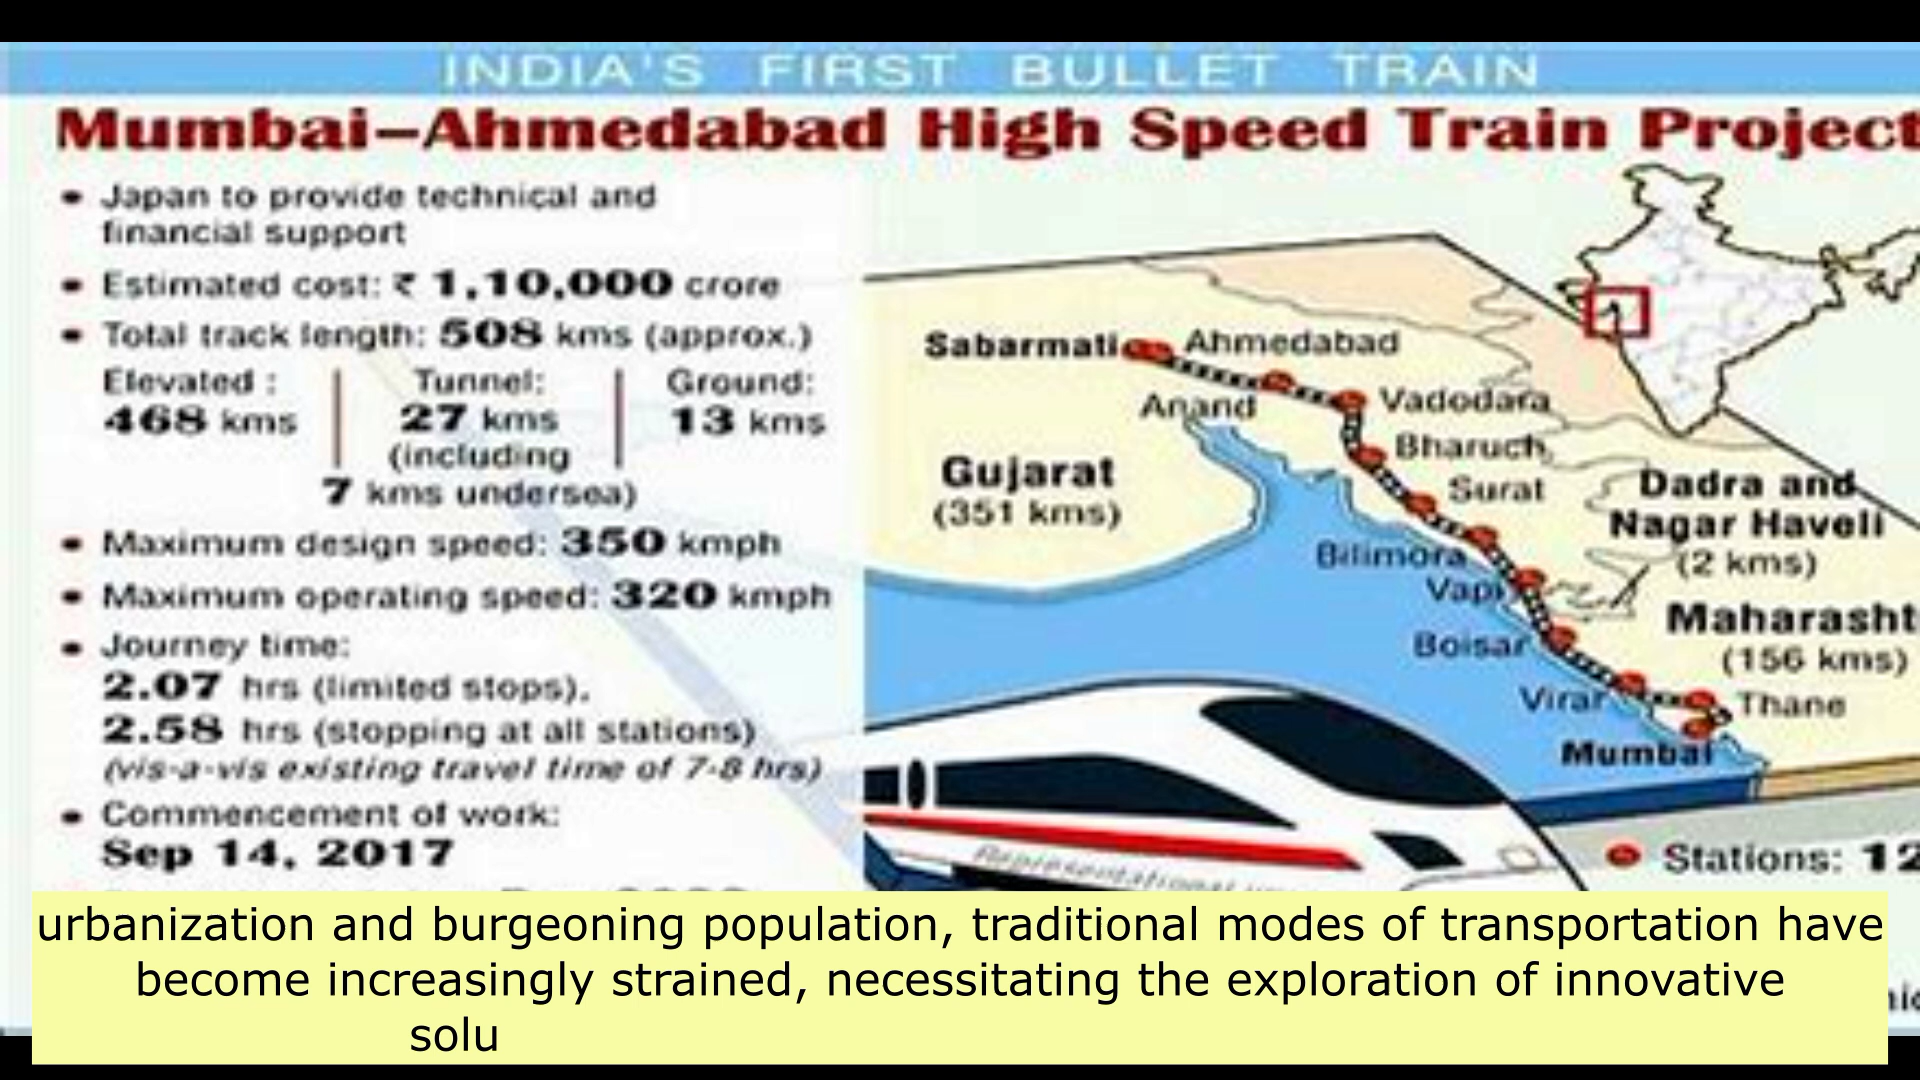 INDIA'S FIRST BULLET TRAIN
Mumbai–Ahmedabad High Speed Train Project
• Japan to provide technical and
financial support
• Estimated cost: ₹ 1,10,000 crore
• Total track length: 508 kms (approx.)
Elevated :
468 kms
Tunnel:
27 kms
(including
7 kms undersea)
Ground:
13 kms
• Maximum design speed: 350 kmph
• Maximum operating speed: 320 kmph
• Journey time:
2.07 hrs (limited stops),
2.58 hrs (stopping at all stations)
(vis-a-vis existing travel time of 7-8 hrs)
• Commencement of work:
Sep 14, 2017
Sabarmati
Ahmedabad
Anand
Vadodara
Bharuch
Surat
Gujarat
(351 kms)
Dadra and
Nagar Haveli
(2 kms)
Bilimora
Vapi
Maharasht
(156 kms)
Boisar
Virar
Thane
Mumbai
Representational
Stations: 12
urbanization and burgeoning population, traditional modes of transportation have
become increasingly strained, necessitating the exploration of innovative
solu